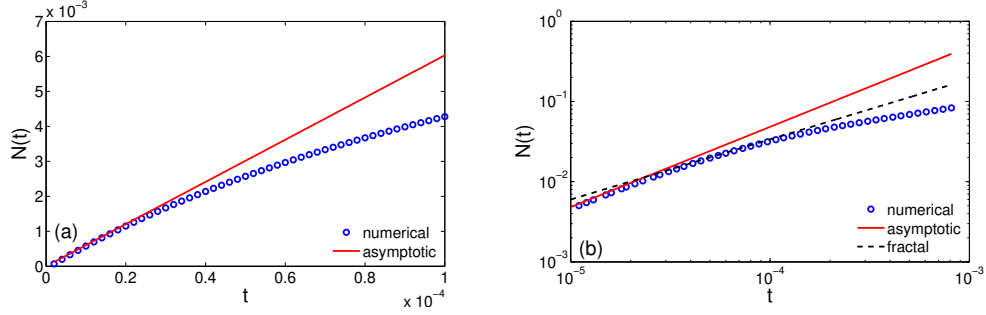 7 x 10⁻³
6
5
4
3
2
1
0
N(t)
(a)
numerical
asymptotic
0 0.2 0.4 0.6 0.8 1
t
x 10⁻⁴
10⁰
10⁻¹
10⁻²
10⁻³
N(t)
(b)
numerical
asymptotic
fractal
10⁻⁵ 10⁻⁴ 10⁻³
t